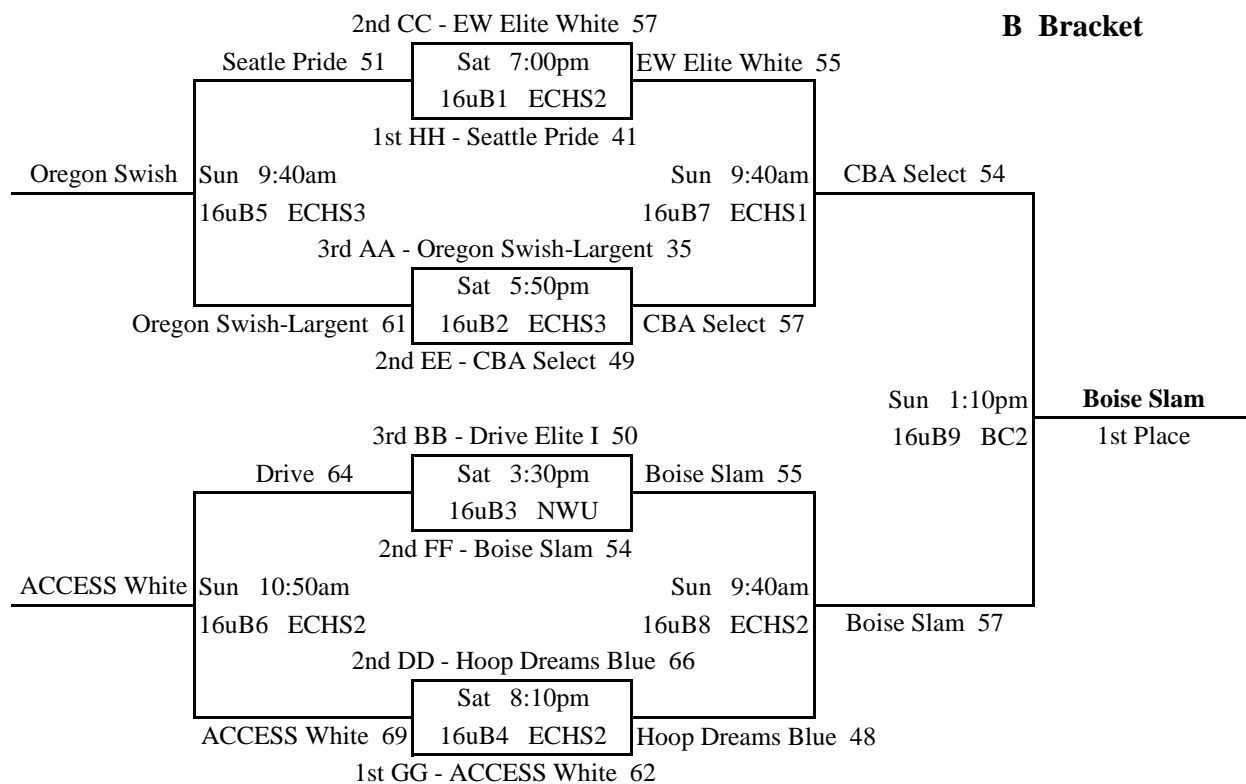 2nd CC - EW Elite White 57
B Bracket
Seatle Pride 51
Sat 7:00pm
EW Elite White 55
16uB1 ECHS2
1st HH - Seattle Pride 41
Oregon Swish
Sun 9:40am
Sun 9:40am
CBA Select 54
16uB5 ECHS3
16uB7 ECHS1
3rd AA - Oregon Swish-Largent 35
Sat 5:50pm
Oregon Swish-Largent 61
16uB2 ECHS3
CBA Select 57
2nd EE - CBA Select 49
Sun 1:10pm
Boise Slam
16uB9 BC2
1st Place
3rd BB - Drive Elite I 50
Drive 64
Sat 3:30pm
Boise Slam 55
16uB3 NWU
2nd FF - Boise Slam 54
ACCESS White
Sun 10:50am
Sun 9:40am
16uB6 ECHS2
16uB8 ECHS2
Boise Slam 57
2nd DD - Hoop Dreams Blue 66
Sat 8:10pm
ACCESS White 69
16uB4 ECHS2
Hoop Dreams Blue 48
1st GG - ACCESS White 62